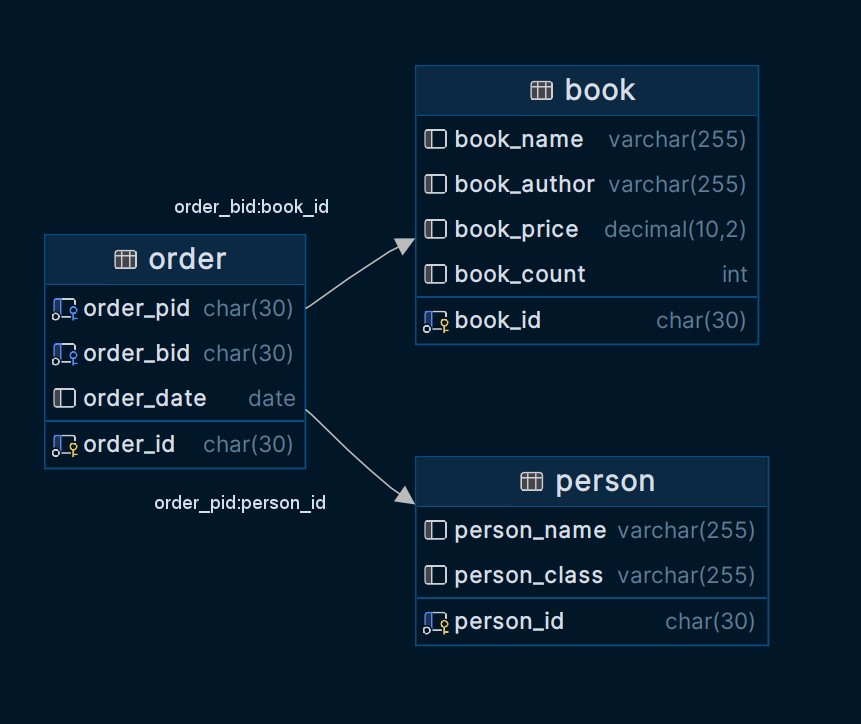 book
book_name varchar(255)
book_author varchar(255)
book_price decimal(10,2)
book_count int
book_id char(30)
order_bid:book_id
order
order_pid char(30)
order_bid char(30)
order_date date
order_id char(30)
order_pid:person_id
person
person_name varchar(255)
person_class varchar(255)
person_id char(30)